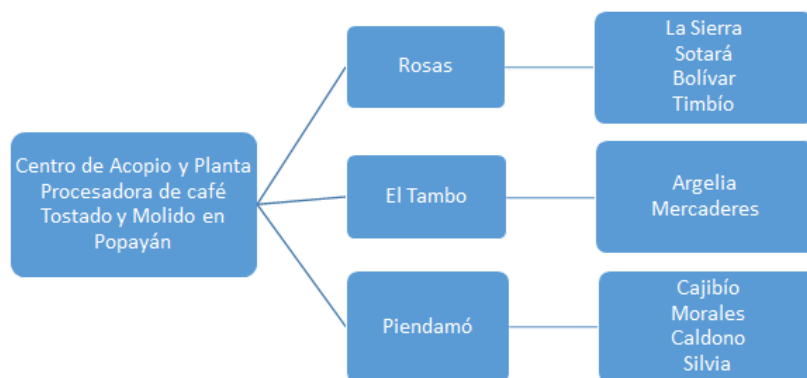 Centro de Acopio y Planta
Procesadora de café
Tostado y Molido en
Popayán
Rosas
La Sierra
Sotará
Bolívar
Timbío
El Tambo
Argelia
Mercaderes
Piendamó
Cajibío
Morales
Caldono
Silvia